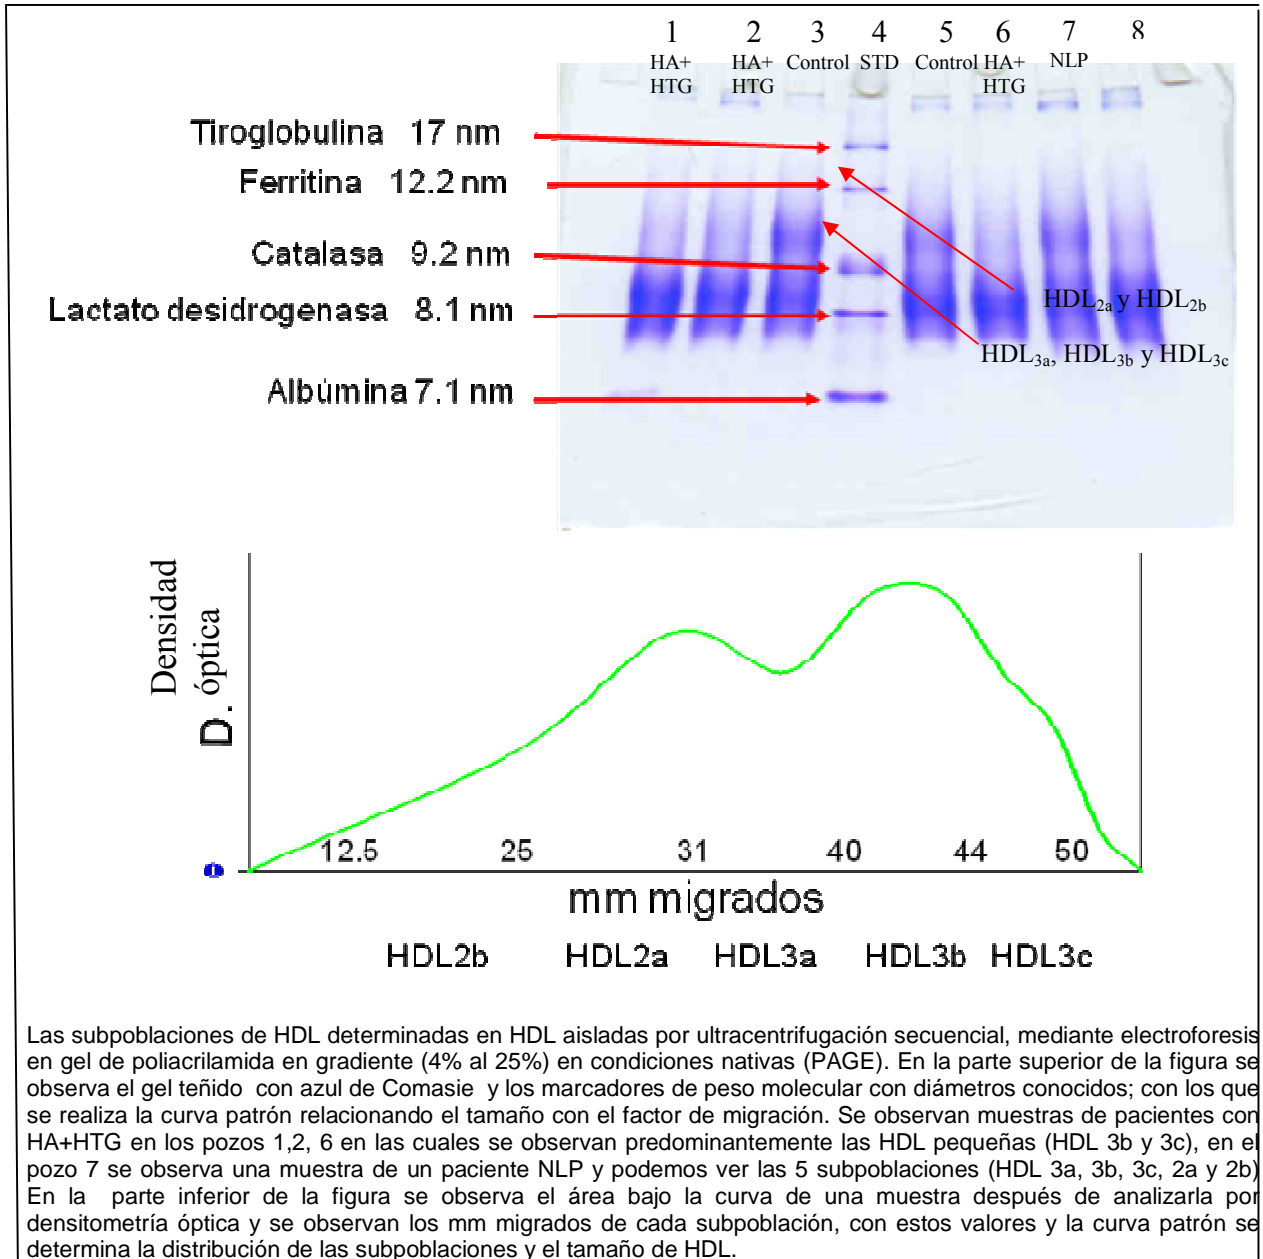 1 2 3 4 5 6 7 8
HA+ HTG HA+ HTG Control STD Control HA+ HTG NLP
Tiroglobulina 17 nm
Ferritina 12.2 nm
Catalasa 9.2 nm
Lactato desidrogenasa 8.1 nm
Albúmina 7.1 nm
HDL2a y HDL2b
HDL3a, HDL3b y HDL3c
Densidad
óptica
D.
12.5 25 31 40 44 50
mm migrados
HDL2b HDL2a HDL3a HDL3b HDL3c
Las subpoblaciones de HDL determinadas en HDL aisladas por ultracentrifugación secuencial, mediante electroforesis
en gel de poliacrilamida en gradiente (4% al 25%) en condiciones nativas (PAGE). En la parte superior de la figura se
observa el gel teñido con azul de Comasie y los marcadores de peso molecular con diámetros conocidos; con los que
se realiza la curva patrón relacionando el tamaño con el factor de migración. Se observan muestras de pacientes con
HA+HTG en los pozos 1,2, 6 en las cuales se observan predominantemente las HDL pequeñas (HDL 3b y 3c), en el
pozo 7 se observa una muestra de un paciente NLP y podemos ver las 5 subpoblaciones (HDL 3a, 3b, 3c, 2a y 2b)
En la parte inferior de la figura se observa el área bajo la curva de una muestra después de analizarla por
densitometría óptica y se observan los mm migrados de cada subpoblación, con estos valores y la curva patrón se
determina la distribución de las subpoblaciones y el tamaño de HDL.